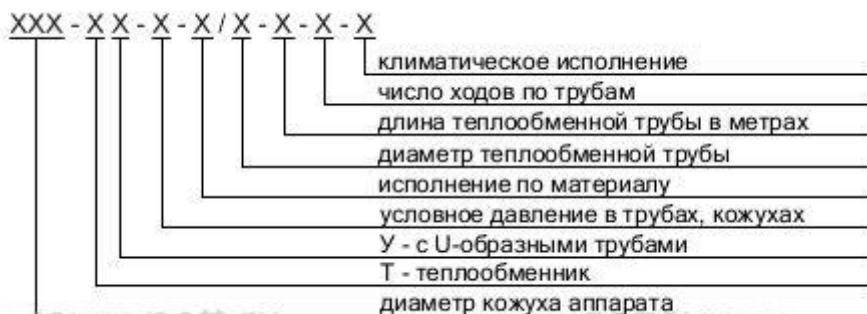 XXX - X X - X - X / X - X - X - X
климатическое исполнение
число ходов по трубам
длина теплообменной трубы в метрах
диаметр теплообменной трубы
исполнение по материалу
условное давление в трубах, кожухах
У - с U-образными трубами
Т - теплообменник
диаметр кожуха аппарата